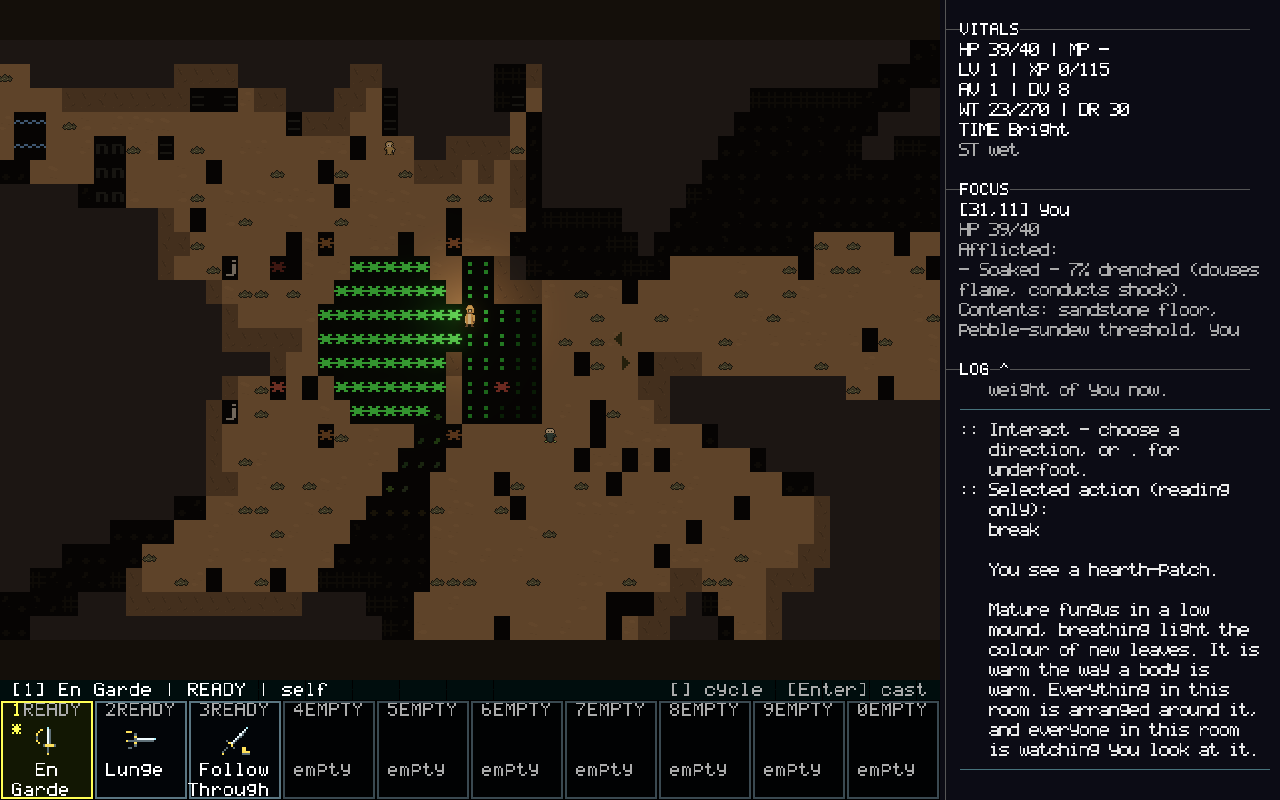 VITALS
HP 39/40 | MP -
LV 1 | XP 0/115
AV 1 | DV 8
WT 23/270 | DR 30
TIME Bright
ST wet
FOCUS
[31,11] You
HP 39/40
Afflicted:
- Soaked - 7% drenched (douses
flame, conducts shock).
Contents: sandstone floor,
Pebble-sundew threshold, You
LOG ^
weight of you now.
:: Interact - choose a
direction, or . for
underfoot.
:: Selected action (reading
only):
break
You see a hearth-patch.
Mature fungus in a low
mound, breathing light the
colour of new leaves. It is
warm the way a body is
warm. Everything in this
room is arranged around it,
and everyone in this room
is watching you look at it.
j
j
[1] En Garde | READY | self
[] cycle [Enter] cast
1READY 2READY 3READY 4EMPTY 5EMPTY 6EMPTY 7EMPTY 8EMPTY 9EMPTY 0EMPTY
*
En Garde
Lunge
Follow Through
empty empty empty empty empty empty empty